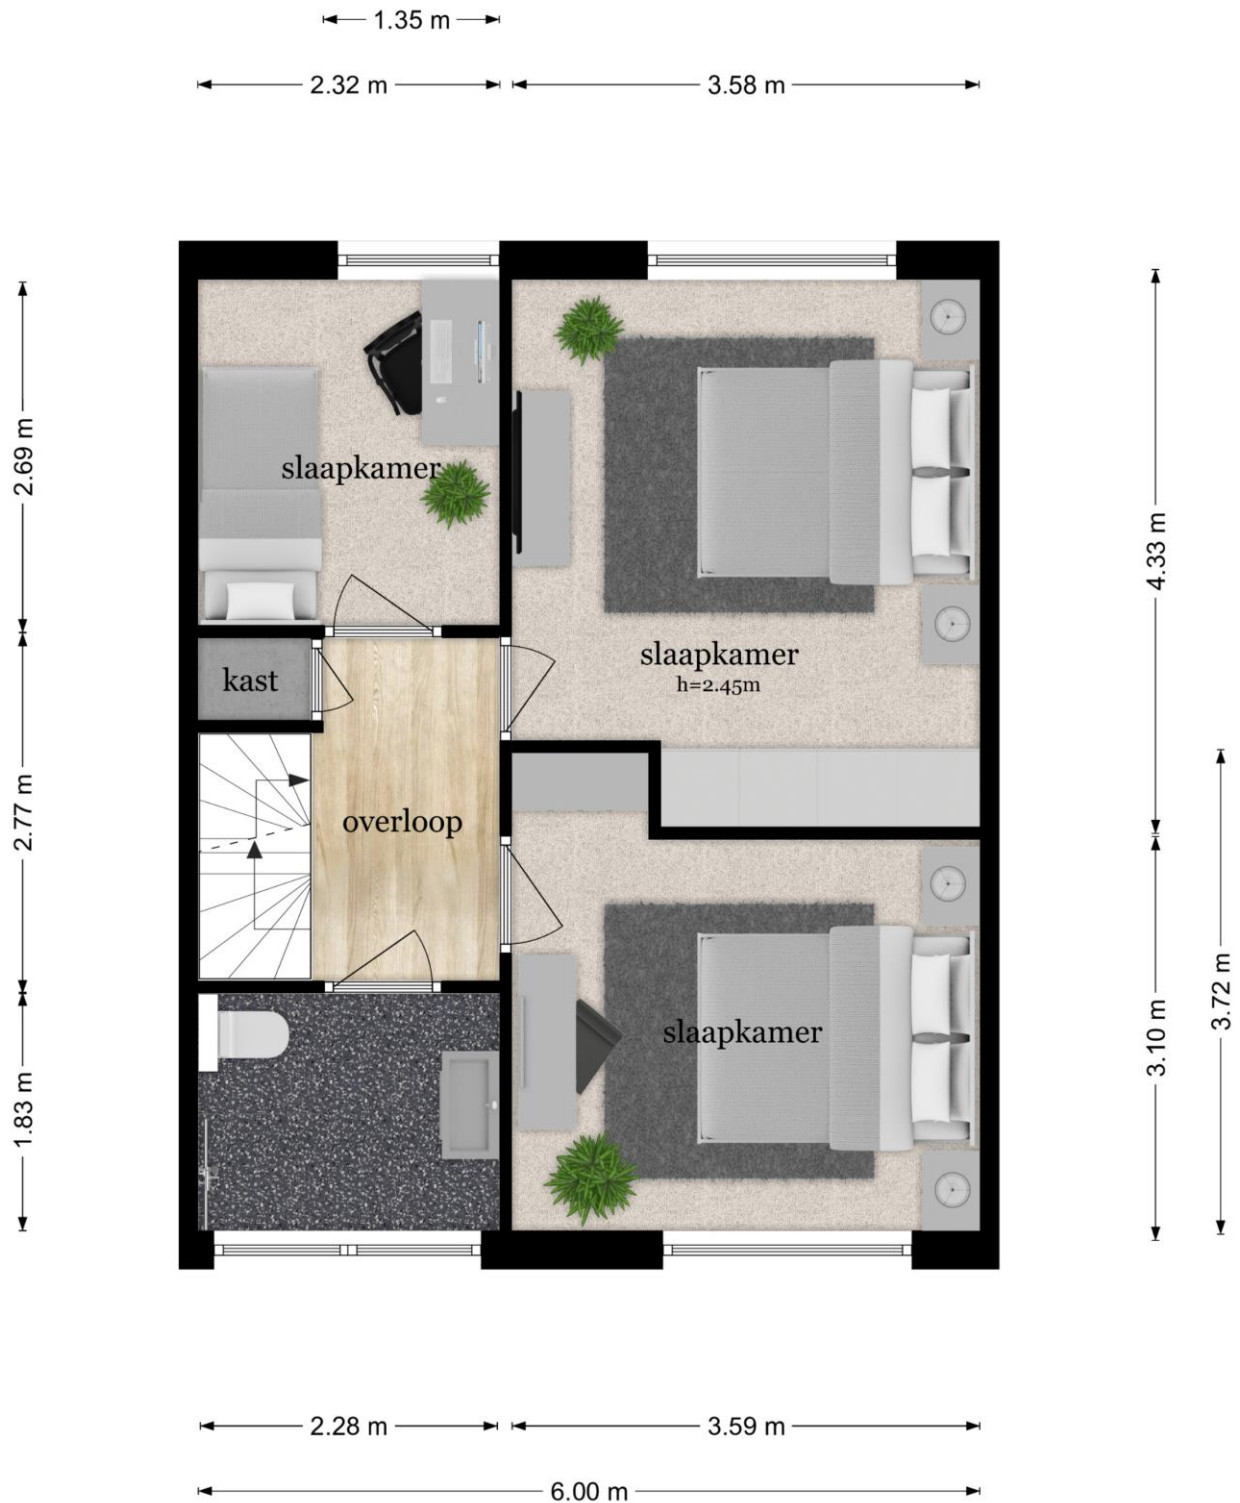 1.35 m
2.32 m
3.58 m
2.69 m
slaapkamer
4.33 m
slaapkamer
h=2.45m
kast
2.77 m
overloop
3.72 m
3.10 m
slaapkamer
1.83 m
2.28 m
3.59 m
6.00 m